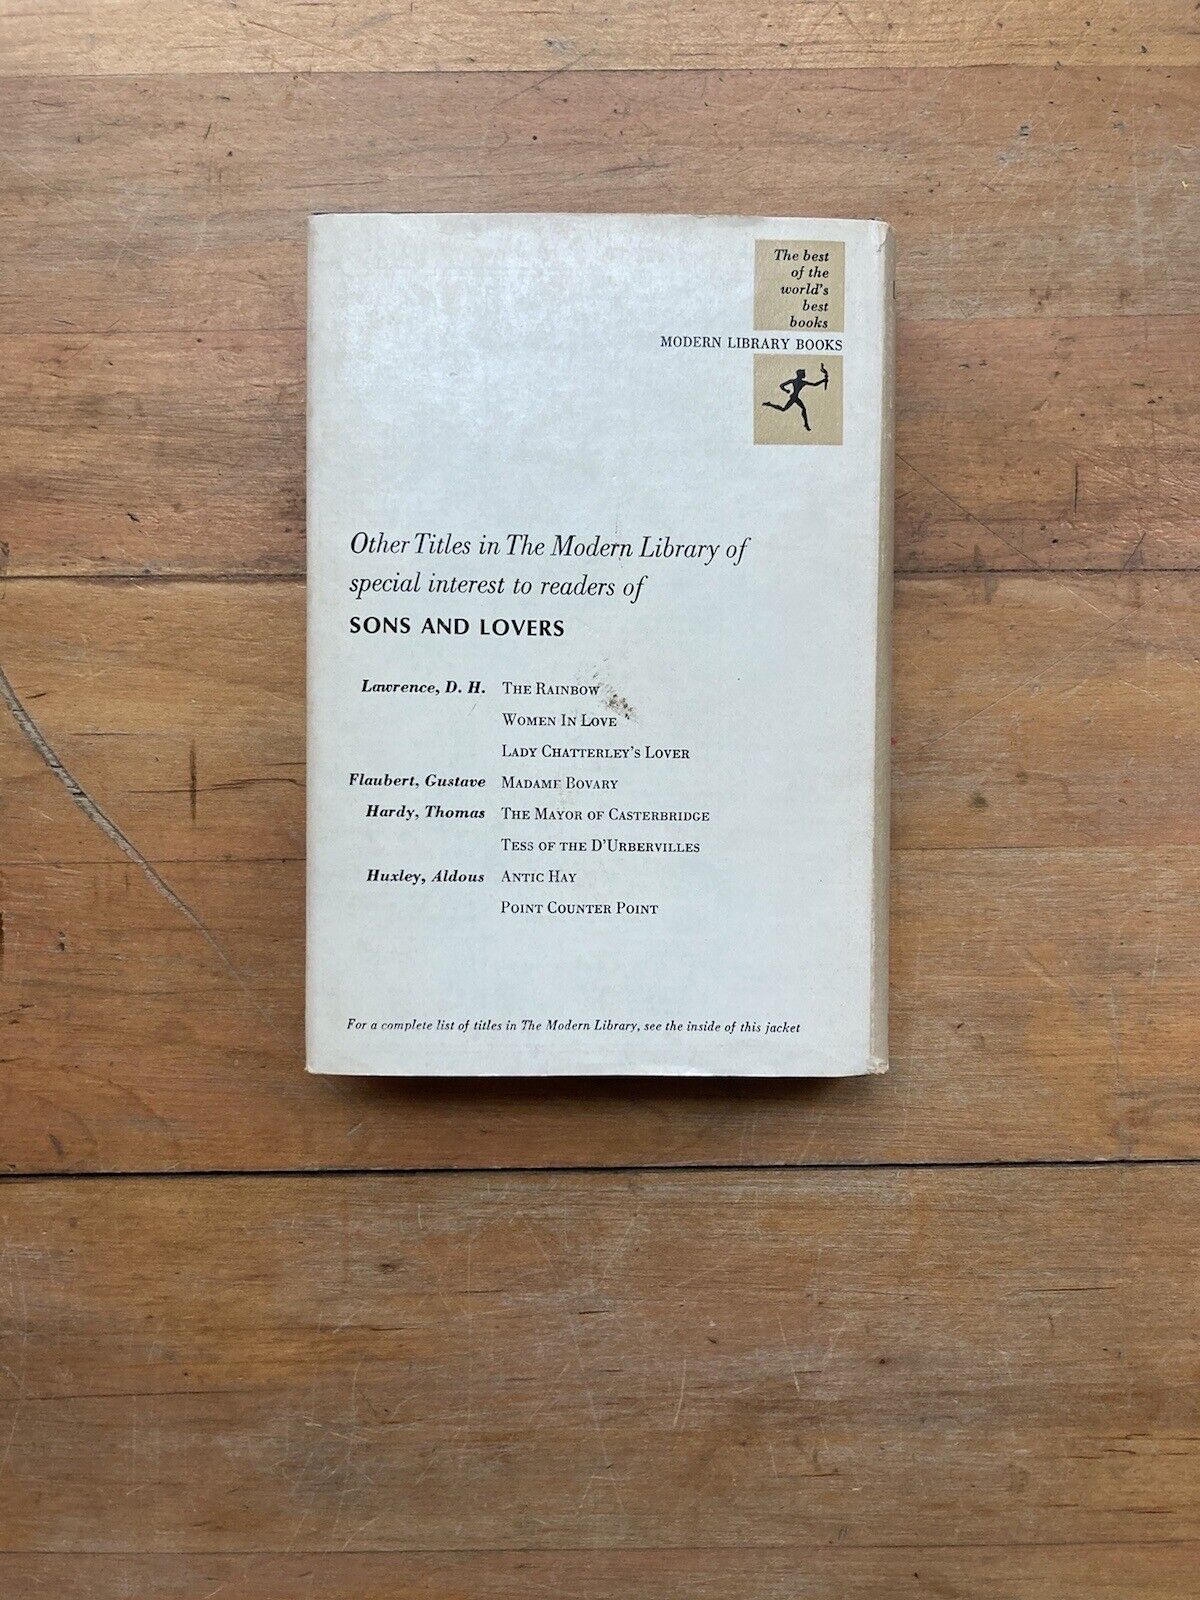 The best
of the
world's
best
books
MODERN LIBRARY BOOKS
Other Titles in The Modern Library of
special interest to readers of
SONS AND LOVERS
Lawrence, D. H. THE RAINBOW
WOMEN IN LOVE
LADY CHATTERLEY'S LOVER
Flaubert, Gustave MADAME BOVARY
Hardy, Thomas THE MAYOR OF CASTERBRIDGE
TESS OF THE D'URBERVILLES
Huxley, Aldous ANTIC HAY
POINT COUNTER POINT
For a complete list of titles in The Modern Library, see the inside of this jacket